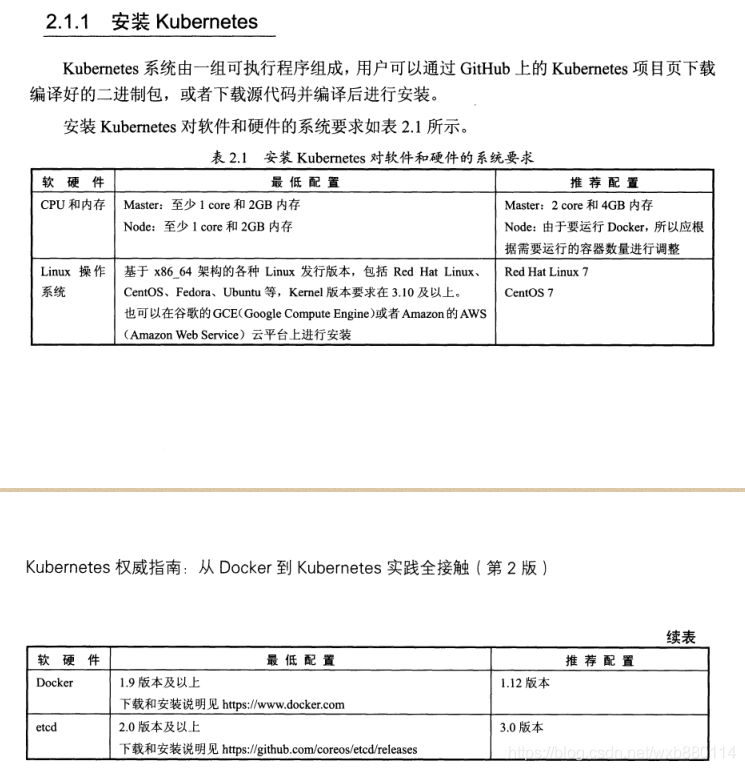 2.1.1 安装 Kubernetes
Kubernetes 系统由一组可执行程序组成，用户可以通过 GitHub 上的 Kubernetes 项目页下载
编译好的二进制包，或者下载源代码并编译后进行安装。
安装 Kubernetes 对软件和硬件的系统要求如表 2.1 所示。
表 2.1 安装 Kubernetes 对软件和硬件的系统要求
软 硬 件 最 低 配 置 推 荐 配 置
CPU 和内存 Master：至少 1 core 和 2GB 内存 Master：2 core 和 4GB 内存
Node：至少 1 core 和 2GB 内存 Node：由于要运行 Docker，所以应根
据需要运行的容器数量进行调整
Linux 操作 基于 x86_64 架构的各种 Linux 发行版本，包括 Red Hat Linux、 Red Hat Linux 7
系统 CentOS、Fedora、Ubuntu 等，Kernel 版本要求在 3.10 及以上。 CentOS 7
也可以在谷歌的 GCE（Google Compute Engine）或者 Amazon 的 AWS
（Amazon Web Service）云平台上进行安装
Kubernetes 权威指南：从 Docker 到 Kubernetes 实践全接触（第 2 版）
续表
软 硬 件 最 低 配 置 推 荐 配 置
Docker 1.9 版本及以上 1.12 版本
下载和安装说明见 https://www.docker.com
etcd 2.0 版本及以上 3.0 版本
下载和安装说明见 https://github.com/coreos/etcd/releases
https://blog.csdn.net/wxb880114